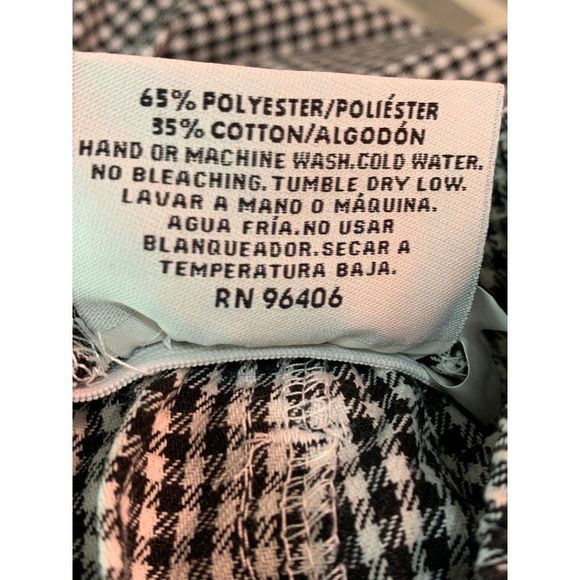 65% POLYESTER/POLIÉSTER
35% COTTON/ALGODÓN
HAND OR MACHINE WASH.COLD WATER.
NO BLEACHING.TUMBLE DRY LOW.
LAVAR A MANO O MÁQUINA.
AGUA FRÍA.NO USAR
BLANQUEADOR.SECAR A
TEMPERATURA BAJA.
RN 96406